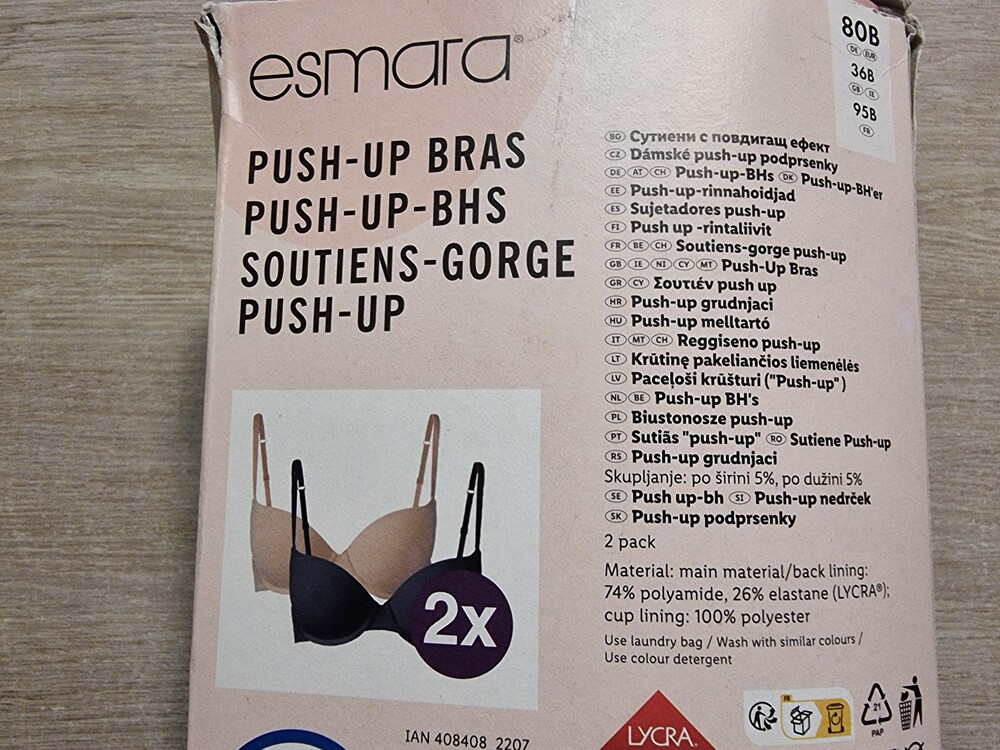 esmara®
PUSH-UP BRAS
PUSH-UP-BHS
SOUTIENS-GORGE
PUSH-UP
2x
IAN 408408 2207
80B
DE EUR
36B
GB IE
95B
FR
BG Сутиени с повдигащ ефект
CZ Dámské push-up podprsenky
DE AT CH Push-up-BHs DK Push-up-BH'er
EE Push-up-rinnahoidjad
ES Sujetadores push-up
FI Push up -rintaliivit
FR BE CH Soutiens-gorge push-up
GB IE NI CY MT Push-Up Bras
GR CY Σουτιέν push up
HR Push-up grudnjaci
HU Push-up melltartó
IT MT CH Reggiseno push-up
LT Krūtinę pakeliančios liemenėlės
LV Paceļoši krūšturi ("Push-up")
NL BE Push-up BH's
PL Biustonosze push-up
PT Sutiãs "push-up" RO Sutiene Push-up
RS Push-up grudnjaci
Skupljanje: po širini 5%, po dužini 5%
SE Push up-bh SI Push-up nedrček
SK Push-up podprsenky
2 pack
Material: main material/back lining:
74% polyamide, 26% elastane (LYCRA®);
cup lining: 100% polyester
Use laundry bag / Wash with similar colours /
Use colour detergent
LYCRA
FR
21
PAP